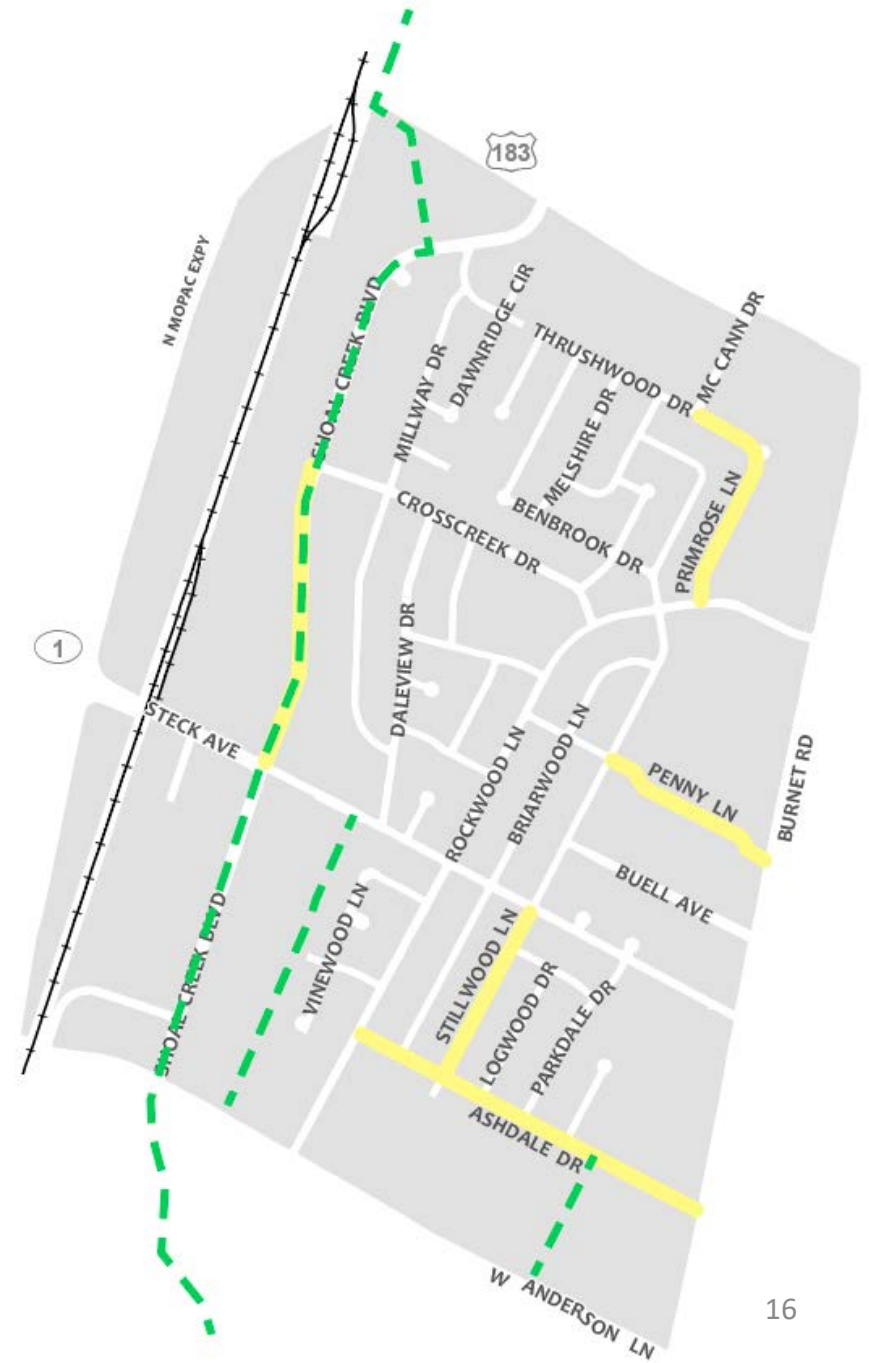 183
N MOPAC EXPY
SHOAL CREEK BLVD
MILLWAY DR
DAWNRIDGE CIR
THRUSHWOOD DR
MC CANN DR
MELSHIRE DR
PRIMROSE LN
CROSSCREEK DR
BENBROOK DR
1
DALEVIEW DR
STECK AVE
ROCKWOOD LN
BRIARWOOD LN
PENNY LN
BURNET RD
BUELL AVE
SHOAL CREEK BLVD
VINEWOOD LN
STILLWOOD LN
LOGWOOD DR
PARKDALE DR
ASHDALE DR
W ANDERSON LN
16